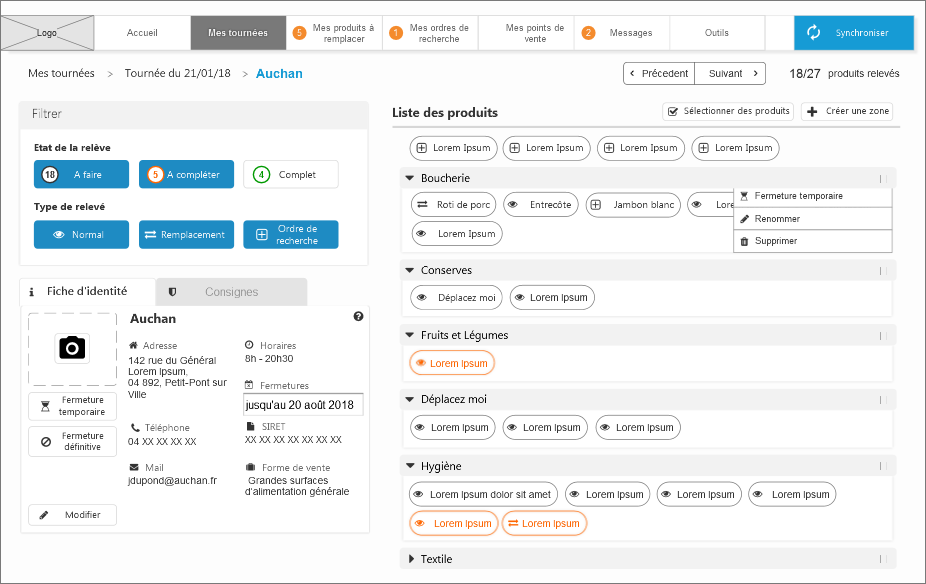 Logo
Accueil
Mes tournées
5 Mes produits à remplacer
1 Mes ordres de recherche
Mes points de vente
2 Messages
Outils
Synchroniser
Mes tournées > Tournée du 21/01/18 > Auchan
< Précedent
Suivant >
18/27 produits relevés
Filtrer
Etat de la relève
18 A faire
5 A compléter
4 Complet
Type de relevé
Normal
Remplacement
Ordre de recherche
Fiche d'identité
Consignes
Auchan
Adresse
142 rue du Général
Lorem Ipsum,
04 892, Petit-Pont sur
Ville
Horaires
8h - 20h30
Fermetures
jusqu'au 20 août 2018
Fermeture
temporaire
Fermeture
définitive
Téléphone
04 XX XX XX XX
SIRET
XX XX XX XX XX XX XX
Mail
jdupond@auchan.fr
Forme de vente
Grandes surfaces
d'alimentation générale
Modifier
Liste des produits
Sélectionner des produits
Créer une zone
Lorem Ipsum
Lorem Ipsum
Lorem Ipsum
Lorem Ipsum
Boucherie
Roti de porc
Entrecôte
Jambon blanc
Lore
Lorem Ipsum
Fermeture temporaire
Renommer
Supprimer
Conserves
Déplacez moi
Lorem Ipsum
Fruits et Légumes
Lorem Ipsum
Déplacez moi
Lorem Ipsum
Lorem Ipsum
Lorem Ipsum
Hygiène
Lorem Ipsum dolor sit amet
Lorem Ipsum
Lorem Ipsum
Lorem Ipsum
Lorem Ipsum
Lorem Ipsum
Textile